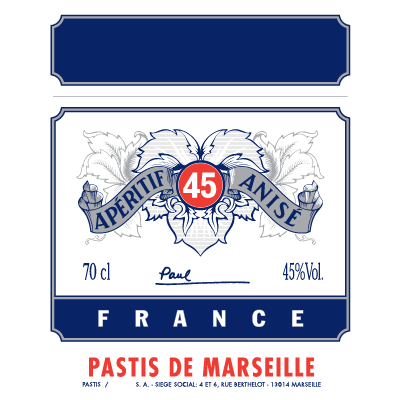 APÉRITIF 45 ANISÉ
70 cl Paul 45%Vol.
FRANCE
PASTIS DE MARSEILLE
PASTIS / S. A. - SIEGE SOCIAL: 4 ET 6, RUE BERTHELOT - 13014 MARSEILLE